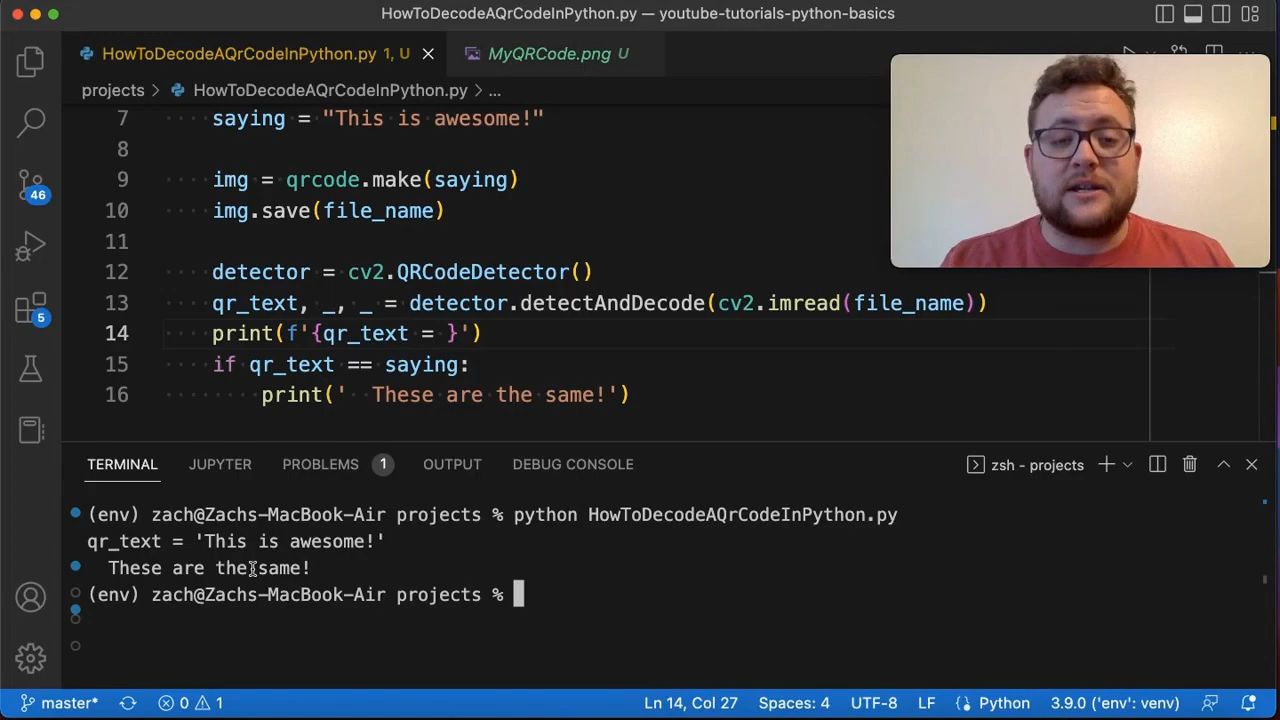 HowToDecodeAQrCodeInPython.py — youtube-tutorials-python-basics
HowToDecodeAQrCodeInPython.py 1, U
MyQRCode.png U
projects > HowToDecodeAQrCodeInPython.py > ...
7 saying = "This is awesome!"
8
9 img = qrcode.make(saying)
10 img.save(file_name)
11
12 detector = cv2.QRCodeDetector()
13 qr_text, _, _ = detector.detectAndDecode(cv2.imread(file_name))
14 print(f'{qr_text = }')
15 if qr_text == saying:
16 print('  These are the same!')
46
5
TERMINAL JUPYTER PROBLEMS 1 OUTPUT DEBUG CONSOLE zsh - projects
(env) zach@Zachs-MacBook-Air projects % python HowToDecodeAQrCodeInPython.py
qr_text = 'This is awesome!'
These are the same!
(env) zach@Zachs-MacBook-Air projects %
master* 0 1 Ln 14, Col 27 Spaces: 4 UTF-8 LF Python 3.9.0 ('env': venv)